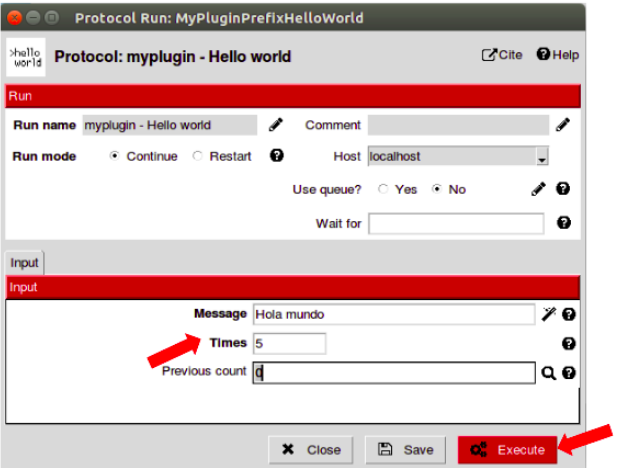 Protocol Run: MyPluginPrefixHelloWorld
>hello
world
Protocol: myplugin - Hello world
Cite
Help
Run
Run name myplugin - Hello world Comment
Run mode Continue Restart Host localhost
Use queue? Yes No
Wait for
Input
Input
Message Hola mundo
Times 5
Previous count
Close Save Execute